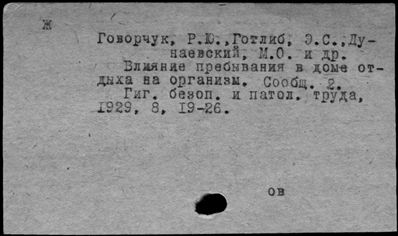 Ж
Говорчук, Р.Ю.,Готлиб, Э.С.,Ду-
наевский, М.О. и др.
Влияние пребывания в доме от-
дыха на организм. Сообщ. 2.
Гиг. безоп. и патол. труда,
1929, 8, 19-26.
ов